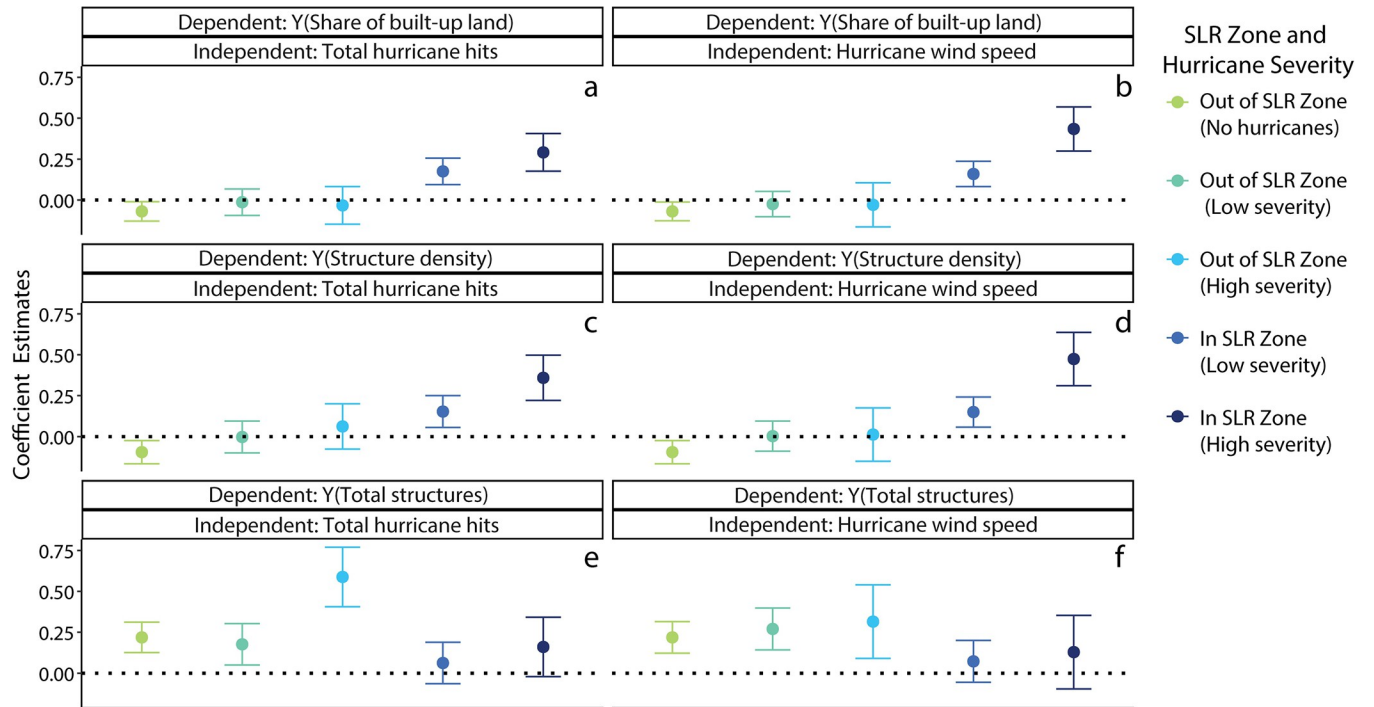 Dependent: Y(Share of built-up land)
Independent: Total hurricane hits
a
0.75
0.50
0.25
0.00
Dependent: Y(Share of built-up land)
Independent: Hurricane wind speed
b
Dependent: Y(Structure density)
Independent: Total hurricane hits
c
0.75
0.50
0.25
0.00
Dependent: Y(Structure density)
Independent: Hurricane wind speed
d
Dependent: Y(Total structures)
Independent: Total hurricane hits
e
0.75
0.50
0.25
0.00
Dependent: Y(Total structures)
Independent: Hurricane wind speed
f
Coefficient Estimates
SLR Zone and
Hurricane Severity
Out of SLR Zone
(No hurricanes)
Out of SLR Zone
(Low severity)
Out of SLR Zone
(High severity)
In SLR Zone
(Low severity)
In SLR Zone
(High severity)